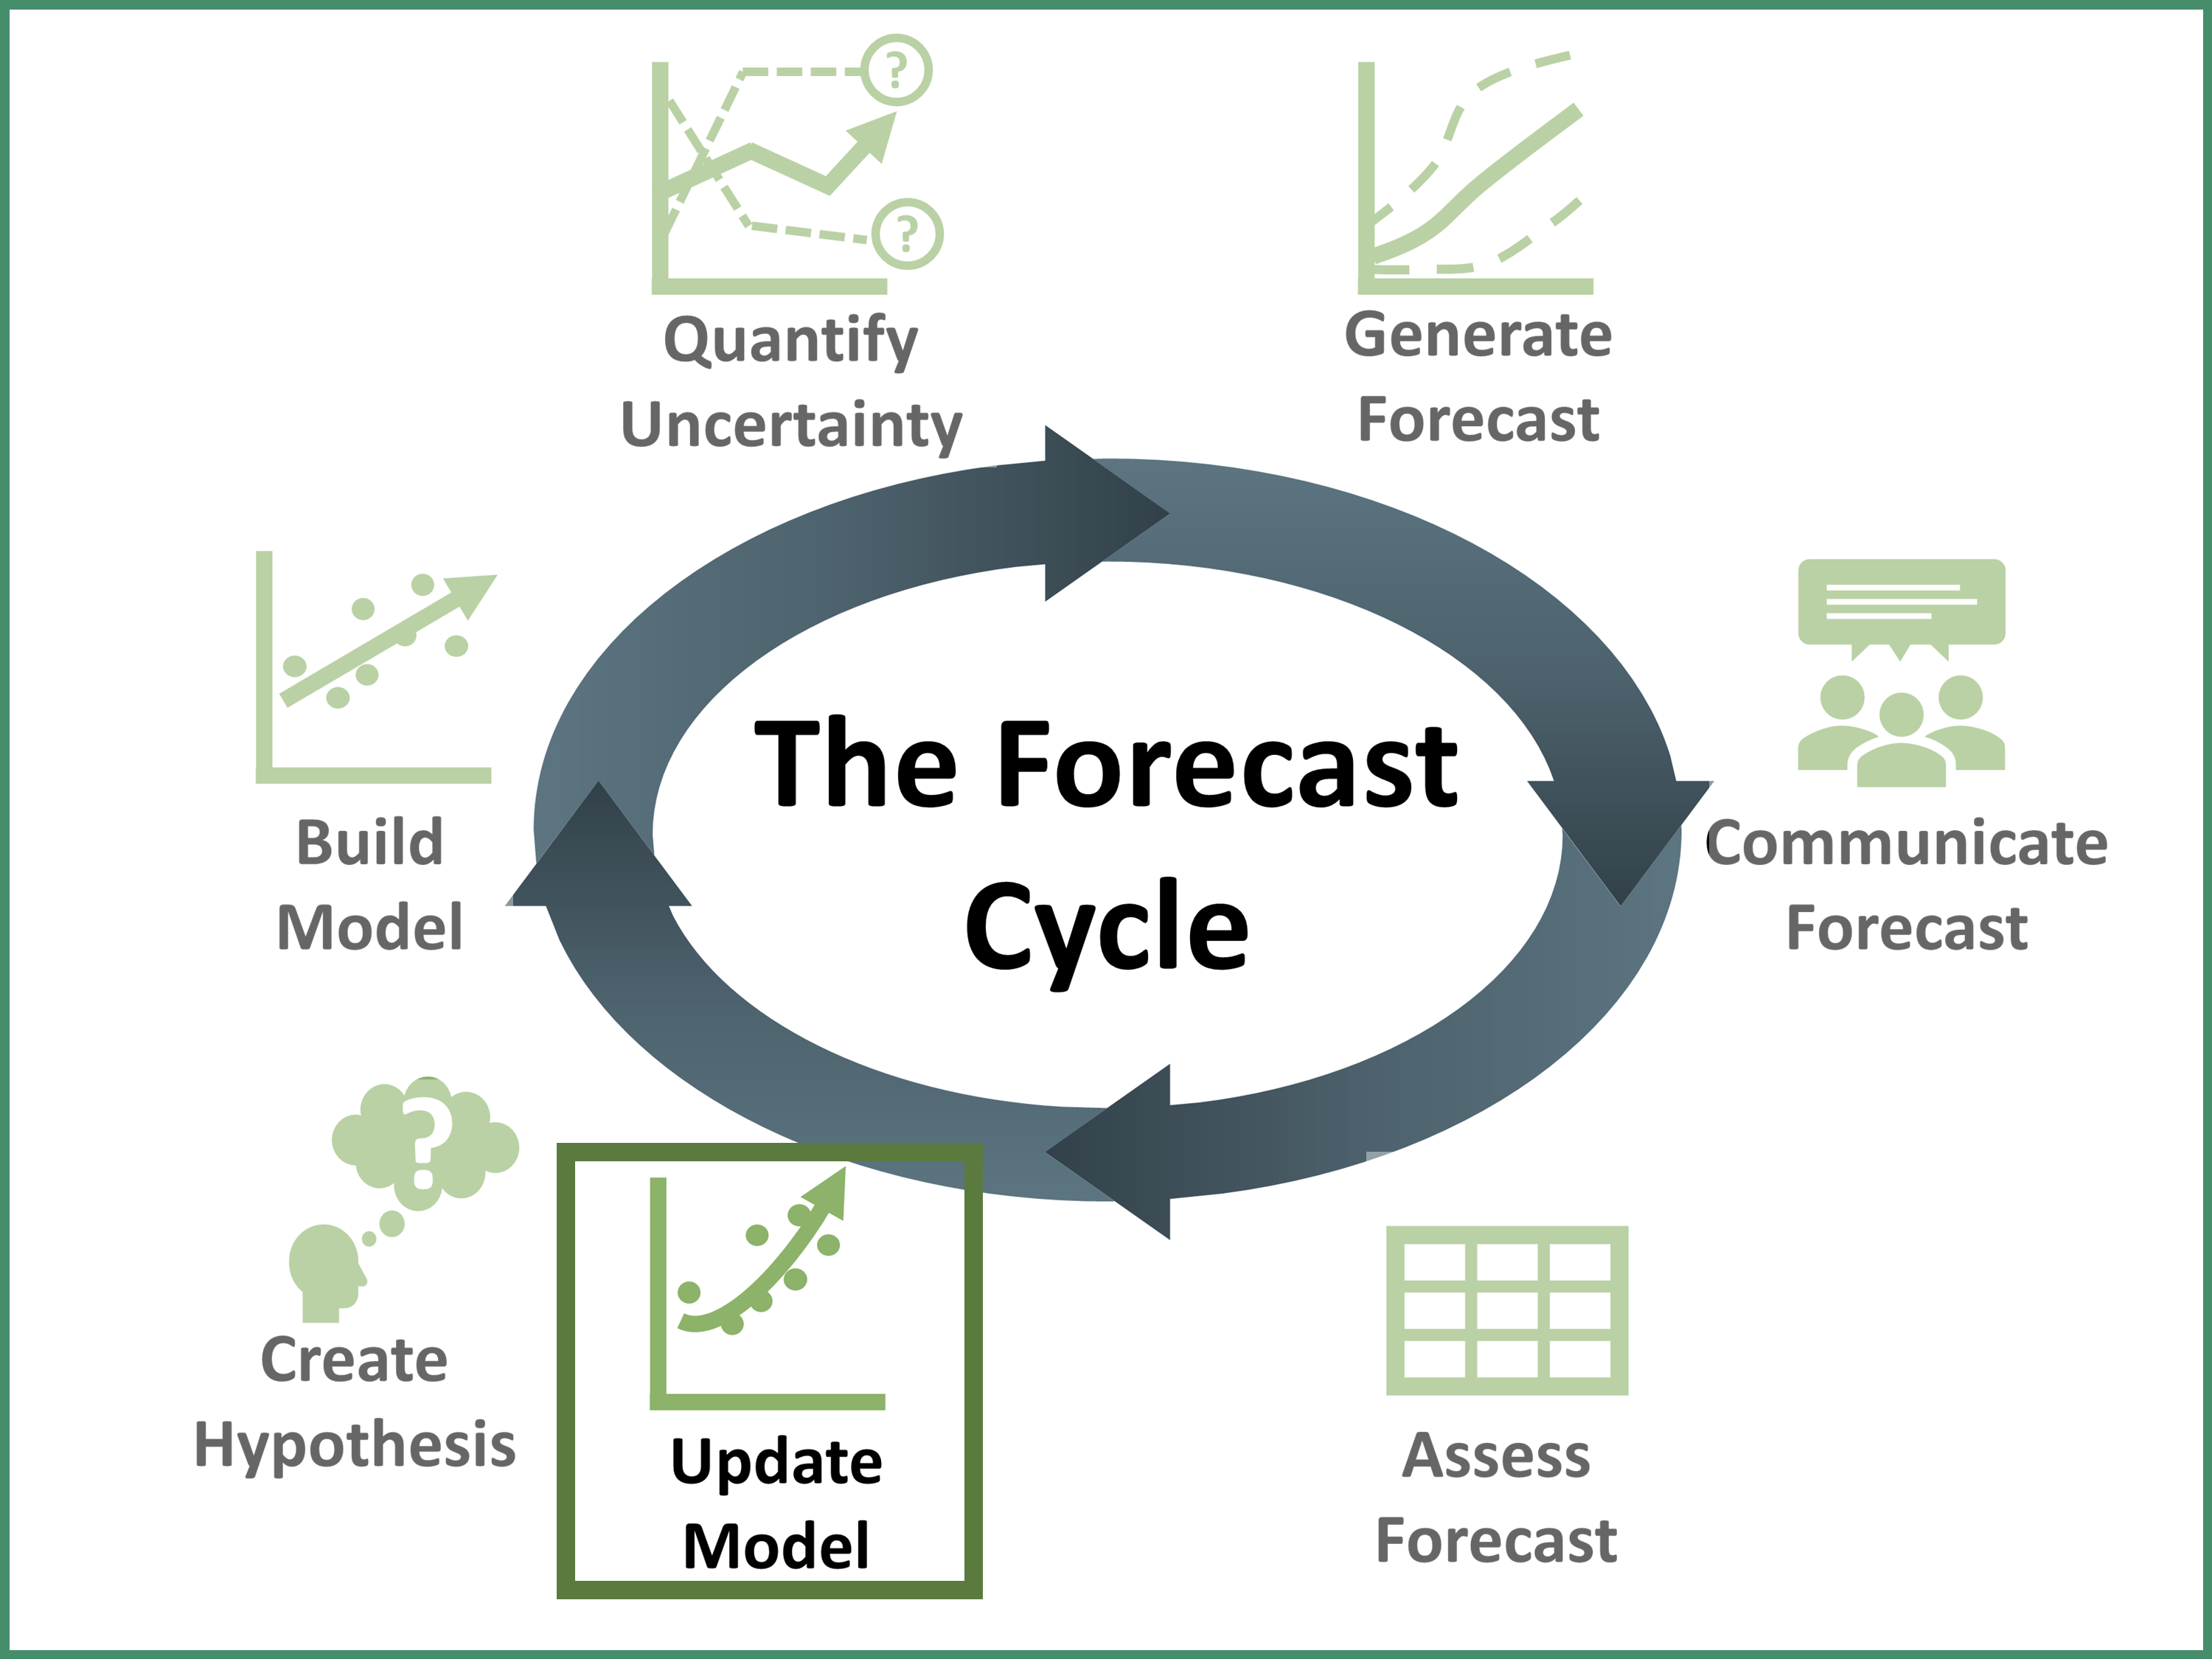 ?
?
Quantify
Uncertainty
Generate
Forecast
Build
Model
The Forecast
Cycle
Communicate
Forecast
?
Create
Hypothesis
Update
Model
Assess
Forecast